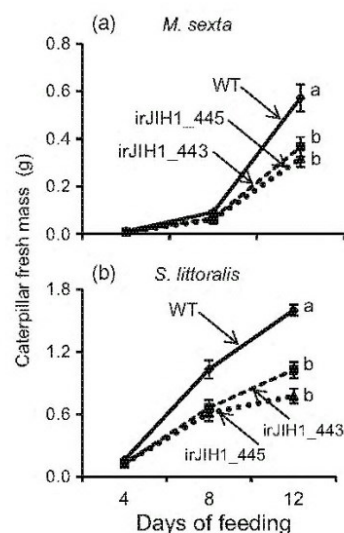 (a) M. sexta
0.8
0.6
0.4
0.2
0.0
WT
irJIH1_445
irJIH1_443
a
b
b
Caterpillar fresh mass (g)
(b) S. littoralis
1.8
1.2
0.6
0.0
WT
irJIH1_443
irJIH1_445
a
b
b
4 8 12
Days of feeding